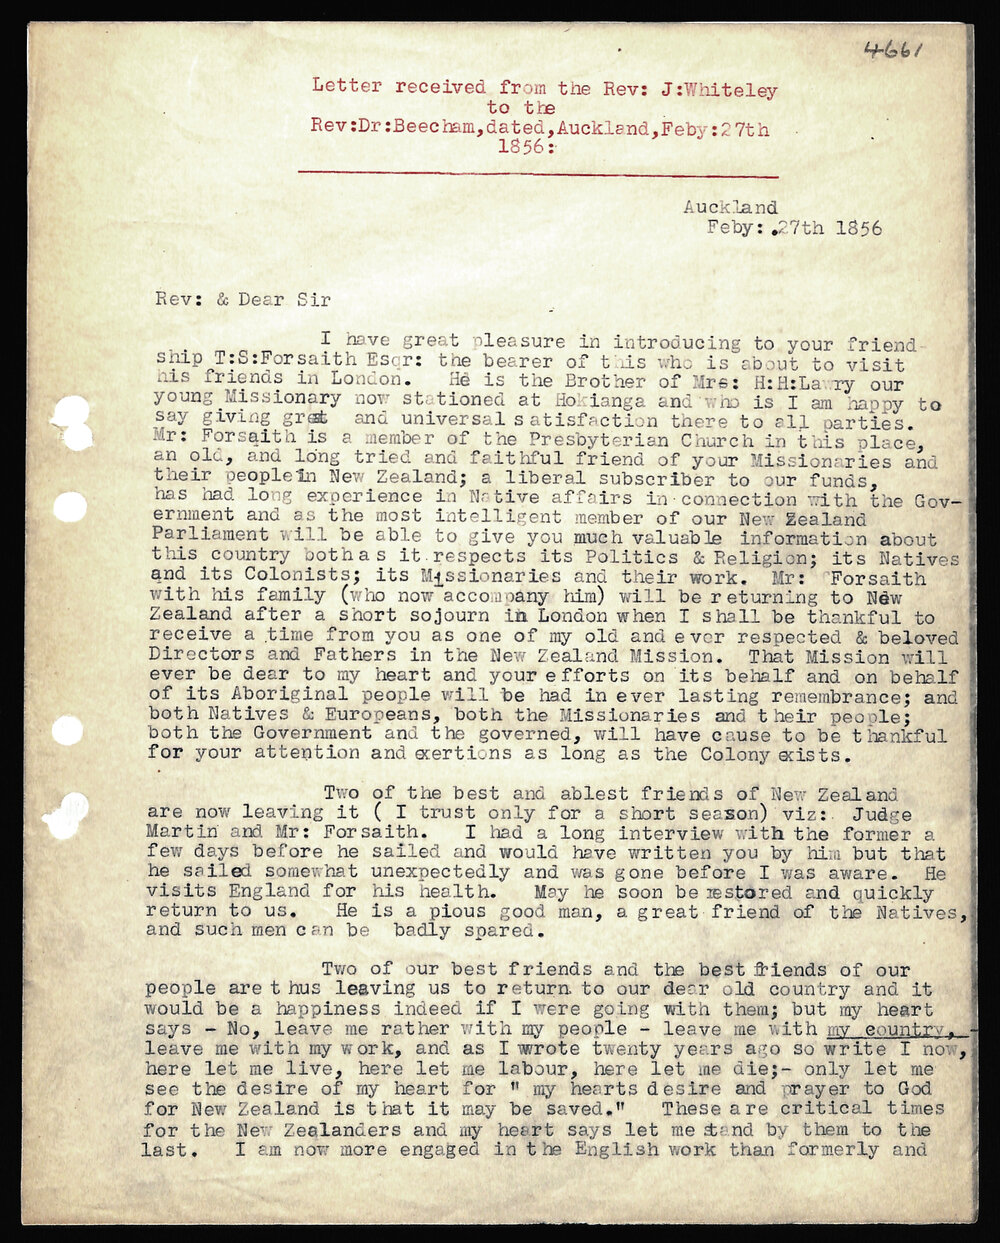 4661
Letter received from the Rev: J:Whiteley
to the
Rev:Dr:Beecham,dated,Auckland,Feby:27th
1856:
Auckland
Feby: .27th 1856
Rev: & Dear Sir
I have great pleasure in introducing to your friend-
ship T:S:Forsaith Esqr: the bearer of this who is about to visit
his friends in London. He is the Brother of Mrs: H:H:Lawry our
young Missionary now stationed at Hokianga and who is I am happy to
say giving great and universal satisfaction there to all parties.
Mr: Forsaith is a member of the Presbyterian Church in this place,
an old, and long tried and faithful friend of your Missionaries and
their people in New Zealand; a liberal subscriber to our funds,
has had long experience in Native affairs in connection with the Gov-
ernment and as the most intelligent member of our New Zealand
Parliament will be able to give you much valuable information about
this country both as it respects its Politics & Religion; its Natives
and its Colonists; its Missionaries and their work. Mr: Forsaith
with his family (who now accompany him) will be returning to New
Zealand after a short sojourn in London when I shall be thankful to
receive a time from you as one of my old and ever respected & beloved
Directors and Fathers in the New Zealand Mission. That Mission will
ever be dear to my heart and your efforts on its behalf and on behalf
of its Aboriginal people will be had in ever lasting remembrance; and
both Natives & Europeans, both the Missionaries and their people;
both the Government and the governed, will have cause to be thankful
for your attention and exertions as long as the Colony exists.
Two of the best and ablest friends of New Zealand
are now leaving it ( I trust only for a short season) viz: Judge
Martin and Mr: Forsaith. I had a long interview with the former a
few days before he sailed and would have written you by him but that
he sailed somewhat unexpectedly and was gone before I was aware. He
visits England for his health. May he soon be restored and quickly
return to us. He is a pious good man, a great friend of the Natives,
and such men can be badly spared.
Two of our best friends and the best friends of our
people are thus leaving us to return to our dear old country and it
would be a happiness indeed if I were going with them; but my heart
says - No, leave me rather with my people - leave me with my country, -
leave me with my work, and as I wrote twenty years ago so write I now,
here let me live, here let me labour, here let me die;- only let me
see the desire of my heart for " my hearts desire and prayer to God
for New Zealand is that it may be saved." These are critical times
for the New Zealanders and my heart says let me stand by them to the
last. I am now more engaged in the English work than formerly and